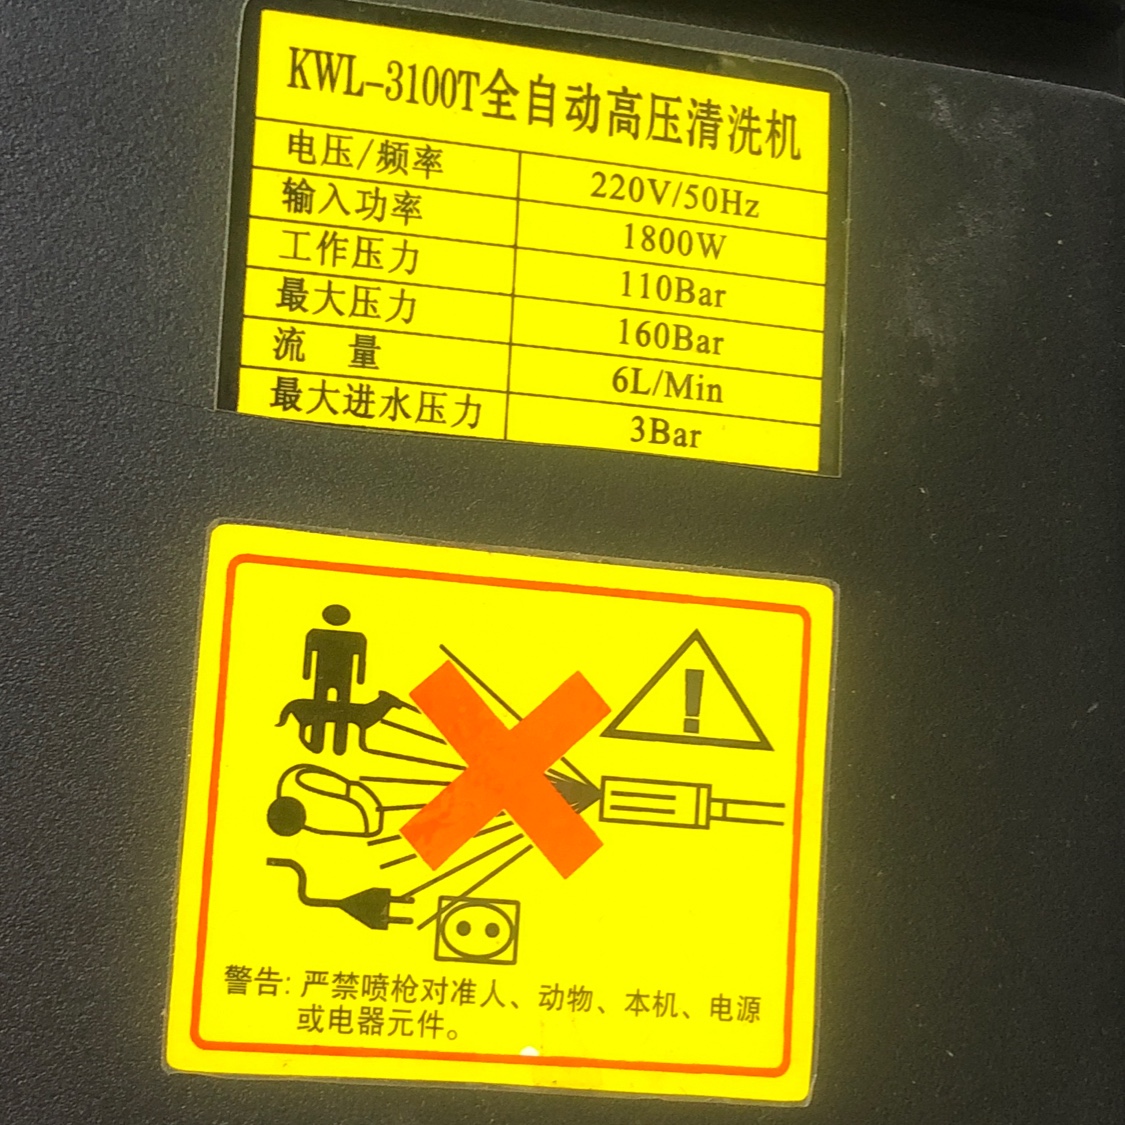 KWL-3100T全自动高压清洗机
电压/频率 220V/50Hz
输入功率 1800W
工作压力 110Bar
最大压力 160Bar
流 量 6L/Min
最大进水压力 3Bar
警告: 严禁喷枪对准人、动物、本机、电源
或电器元件。